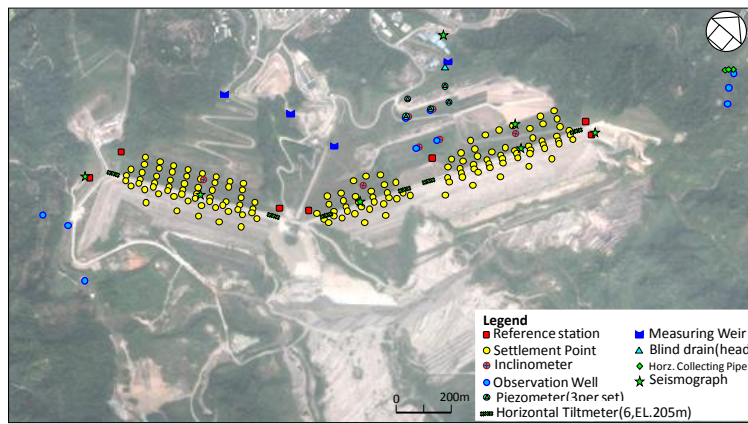 Legend
Reference station
Settlement Point
Inclinometer
Observation Well
Piezometer(3per set)
Horizontal Tiltmeter(6,EL.205m)
Measuring Weir
Blind drain(head
Horz. Collecting Pipe
Seismograph
0 200m